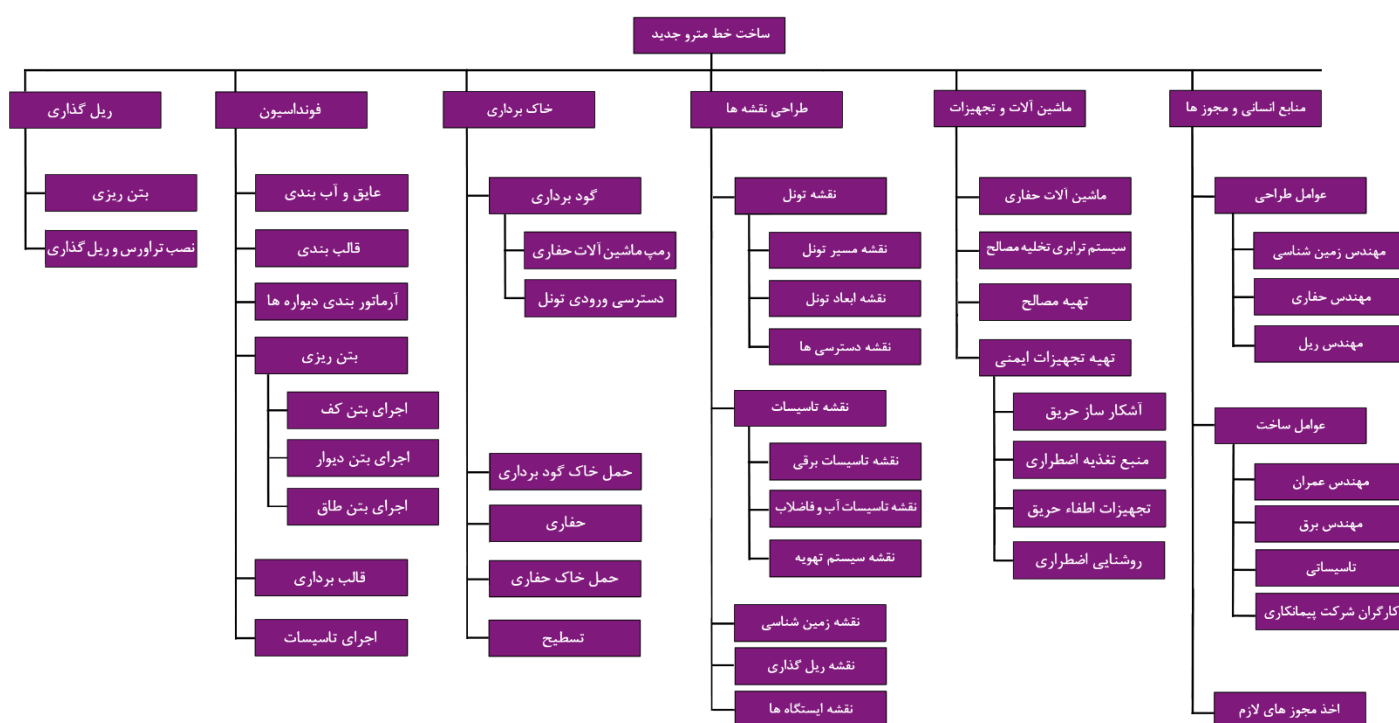 ساخت خط مترو جدید
منابع انسانی و مجوز ها
عوامل طراحی
مهندس زمین شناسی
مهندس حفاری
مهندس ریل
عوامل ساخت
مهندس عمران
مهندس برق
تاسیساتی
کارگران شرکت پیمانکاری
اخذ مجوز های لازم
ماشین آلات و تجهیزات
ماشین آلات حفاری
سیستم ترابری تخلیه مصالح
تهیه مصالح
تهیه تجهیزات ایمنی
آشکار ساز حریق
منبع تغذیه اضطراری
تجهیزات اطفاء حریق
روشنایی اضطراری
طراحی نقشه ها
نقشه تونل
نقشه مسیر تونل
نقشه ابعاد تونل
نقشه دسترسی ها
نقشه تاسیسات
نقشه تاسیسات برقی
نقشه تاسیسات آب و فاضلاب
نقشه سیستم تهویه
نقشه زمین شناسی
نقشه ریل گذاری
نقشه ایستگاه ها
خاک برداری
گود برداری
رمپ ماشین آلات حفاری
دسترسی ورودی تونل
حمل خاک گود برداری
حفاری
حمل خاک حفاری
تسطیح
فونداسیون
عایق و آب بندی
قالب بندی
آرماتور بندی دیواره ها
بتن ریزی
اجرای بتن کف
اجرای بتن دیوار
اجرای بتن طاق
قالب برداری
اجرای تاسیسات
ریل گذاری
بتن ریزی
نصب تراورس و ریل گذاری